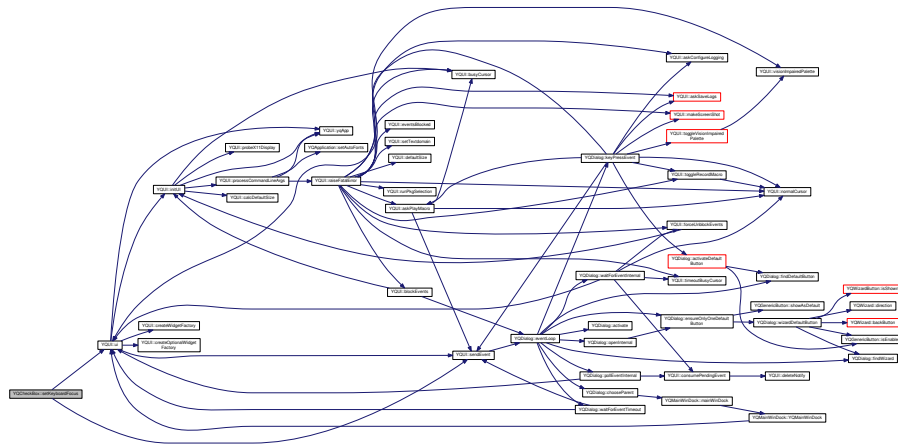 YQUI::askConfigureLogging
YQUI::busyCursor
YQUI::visionImpairedPalette
YQUI::askSaveLogs
YQUI::makeScreenShot
YQUI::yqApp
YQUI::eventsBlocked
YQUI::toggleVisionImpaired
Palette
YQUI::probeX11Display
YQApplication::setAutoFonts
YQUI::setTextdomain
YQUI::defaultSize
YQDialog::keyPressEvent
YQUI::initUI
YQUI::processCommandLineArgs
YQUI::raiseFatalError
YQUI::toggleRecordMacro
YQUI::calcDefaultSize
YQUI::runPkgSelection
YQUI::normalCursor
YQUI::askPlayMacro
YQUI::forceUnblockEvents
YQDialog::activateDefault
Button
YQDialog::waitForEventInternal
YQUI::timeoutBusyCursor
YQDialog::findDefaultButton
YQUI::blockEvents
YQWizardButton::isShown
YQWizard::direction
YQGenericButton::showAsDefault
YQDialog::ensureOnlyOneDefault
Button
YQDialog::wizardDefaultButton
YQWizard::backButton
YQUI::createWidgetFactory
YQDialog::activate
YQUI::ui
YQUI::createOptionalWidget
Factory
YQDialog::eventLoop
YQDialog::openInternal
YQGenericButton::isEnabled
YQUI::sendEvent
YQDialog::findWizard
YQDialog::pollEventInternal
YQUI::consumePendingEvent
YQUI::deleteNotify
YQCheckBox::setKeyboardFocus
YQDialog::chooseParent
YQMainWinDock::mainWinDock
YQDialog::waitForEventTimeout
YQMainWinDock::YQMainWinDock